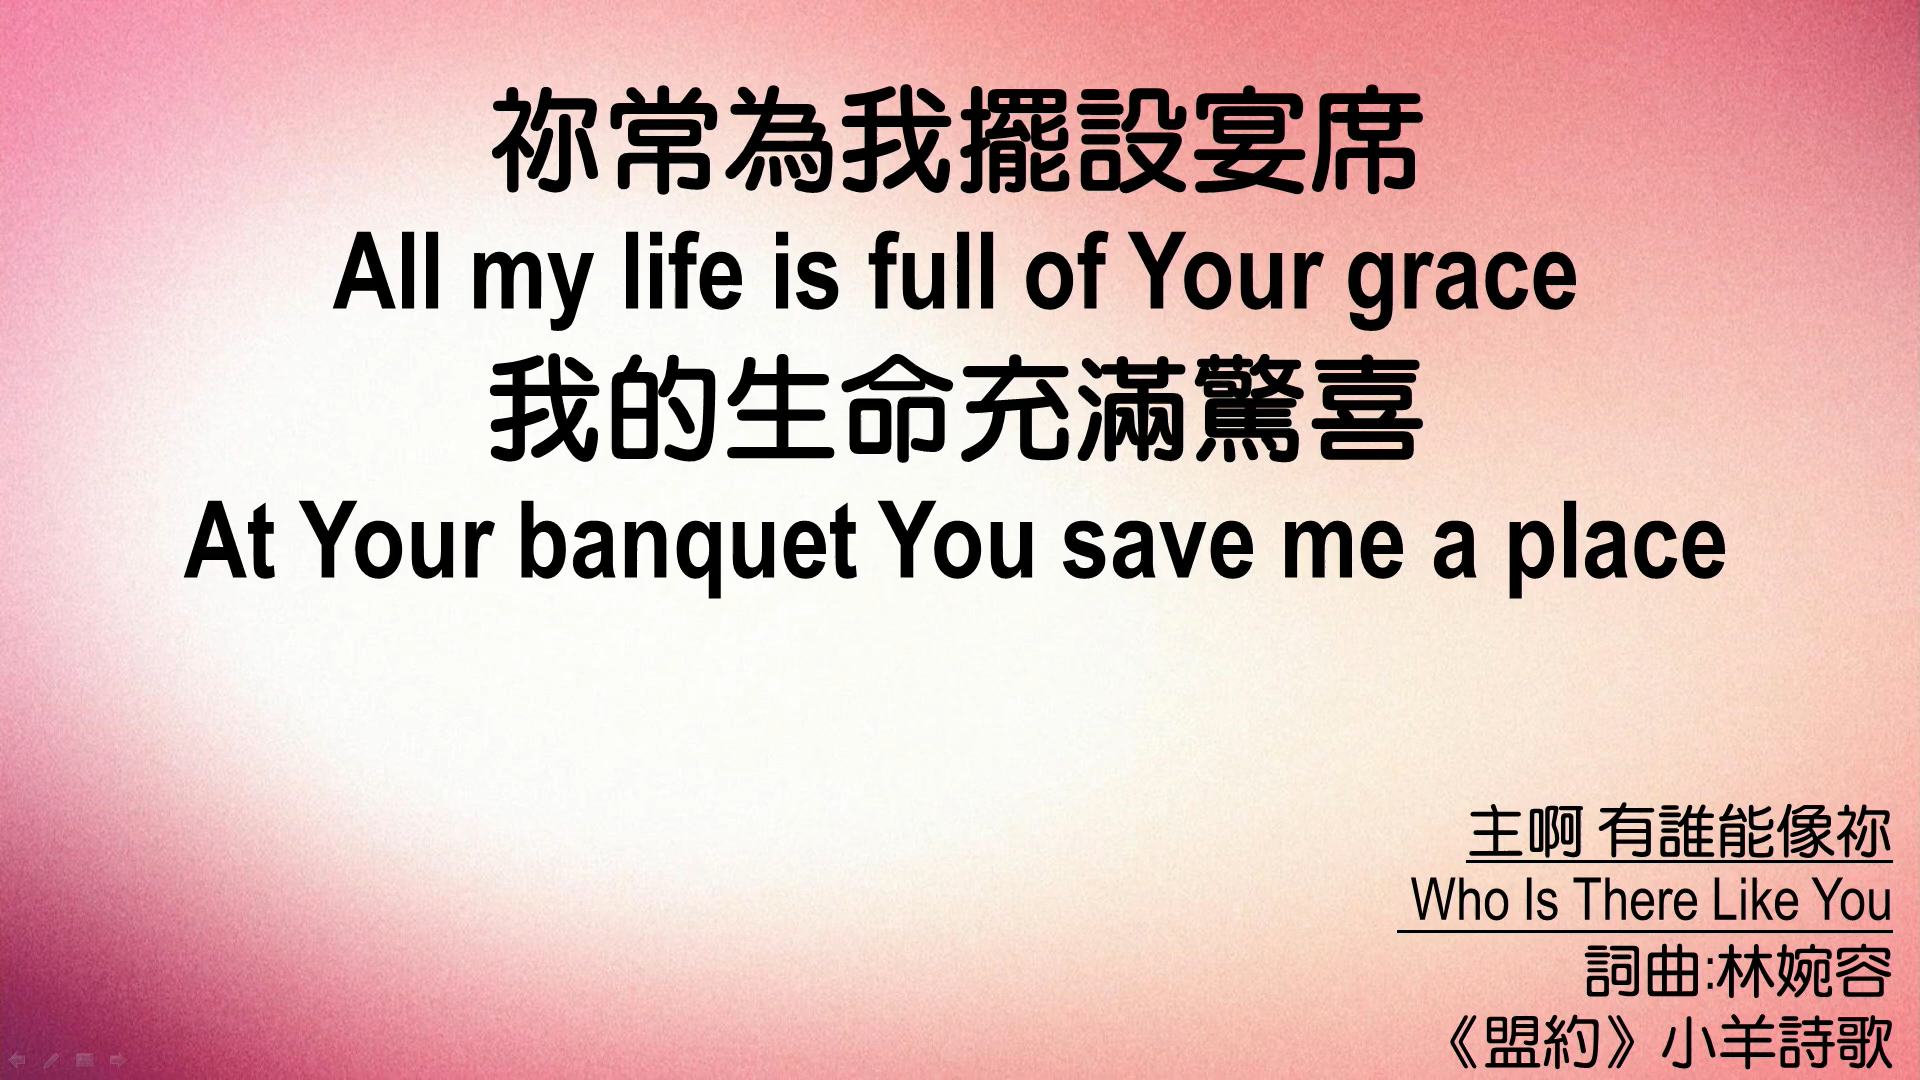 祢常為我擺設宴席
All my life is full of Your grace
我的生命充滿驚喜
At Your banquet You save me a place
主啊 有誰能像祢
Who Is There Like You
詞曲:林婉容
《盟約》小羊詩歌